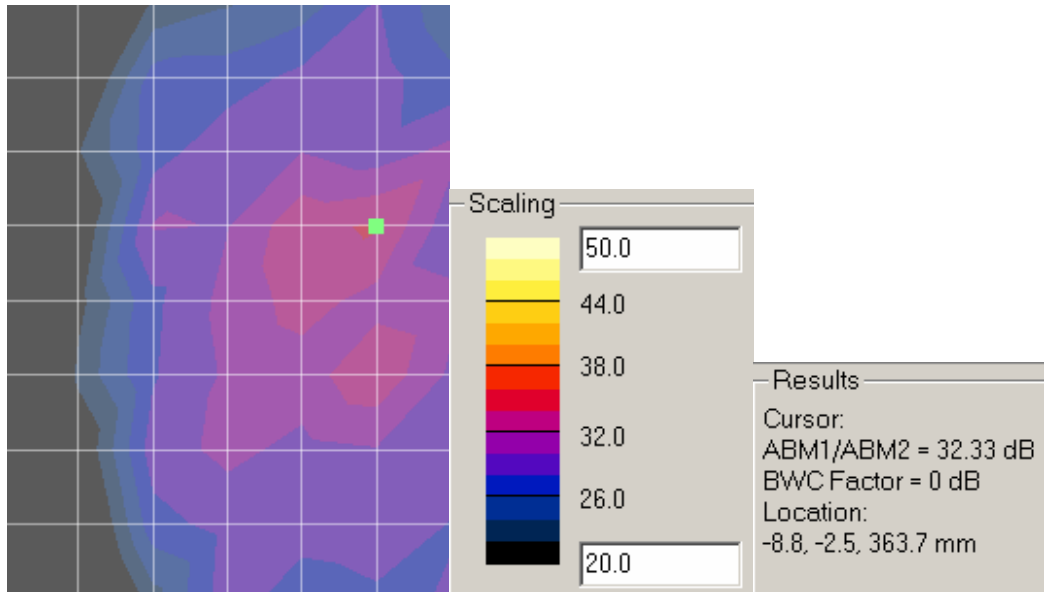 Scaling
50.0
44.0
38.0
32.0
26.0
20.0
Results
Cursor:
ABM1/ABM2 = 32.33 dB
BWC Factor = 0 dB
Location:
-8.8, -2.5, 363.7 mm